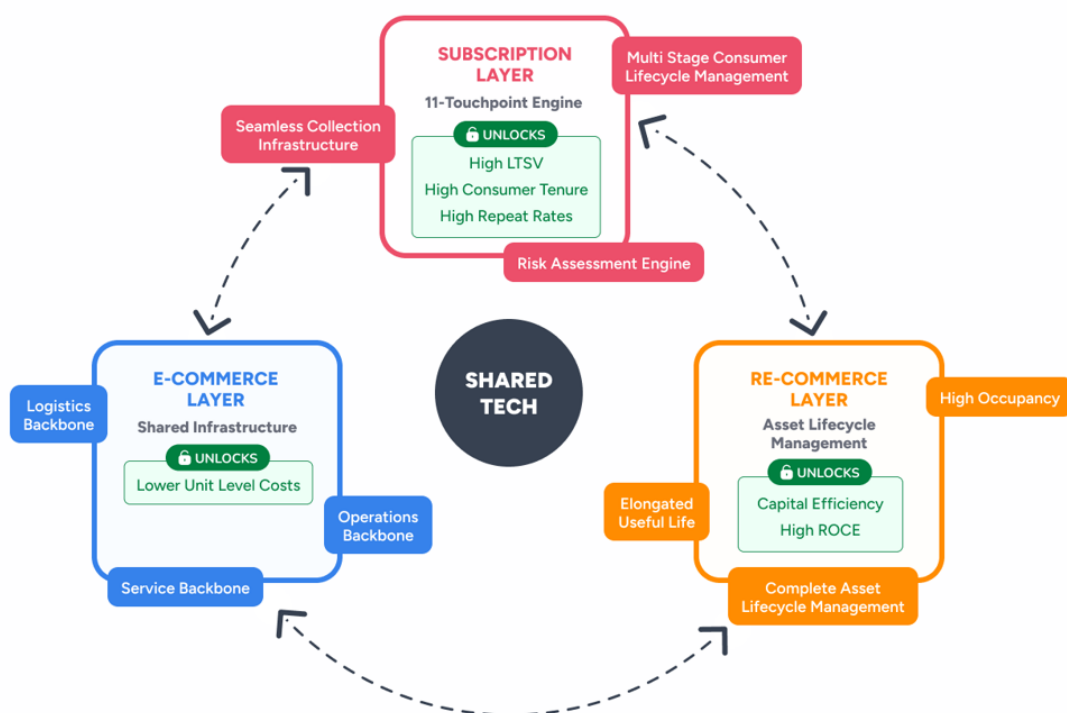 SUBSCRIPTION
LAYER
11-Touchpoint Engine
UNLOCKS
High LTSV
High Consumer Tenure
High Repeat Rates
Multi Stage Consumer
Lifecycle Management
Seamless Collection
Infrastructure
Risk Assessment Engine
SHARED
TECH
E-COMMERCE
LAYER
Shared Infrastructure
UNLOCKS
Lower Unit Level Costs
Logistics
Backbone
Operations
Backbone
Service Backbone
RE-COMMERCE
LAYER
Asset Lifecycle
Management
UNLOCKS
Capital Efficiency
High ROCE
High Occupancy
Elongated
Useful Life
Complete Asset
Lifecycle Management